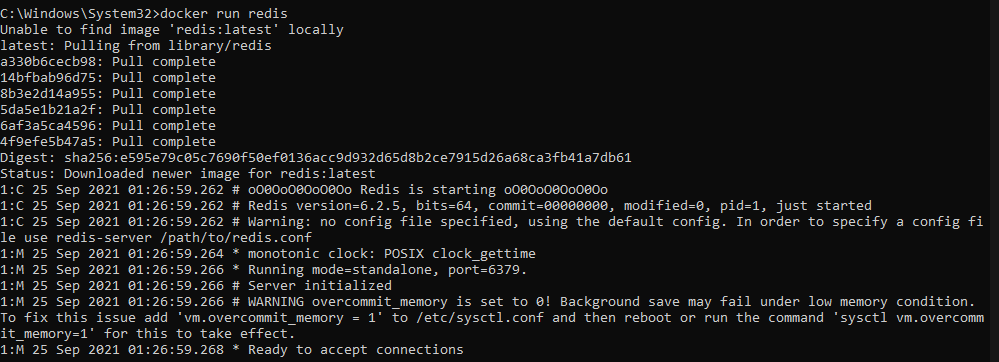 C:\Windows\System32>docker run redis
Unable to find image 'redis:latest' locally
latest: Pulling from library/redis
a330b6cecb98: Pull complete
14bfbab96d75: Pull complete
8b3e2d14a955: Pull complete
5da5e1b21a2f: Pull complete
6af3a5ca4596: Pull complete
4f9efe5b47a5: Pull complete
Digest: sha256:e595e79c05c7690f50ef0136acc9d932d65d8b2ce7915d26a68ca3fb41a7db61
Status: Downloaded newer image for redis:latest
1:C 25 Sep 2021 01:26:59.262 # oO0OoO0OoO0Oo Redis is starting oO0OoO0OoO0Oo
1:C 25 Sep 2021 01:26:59.262 # Redis version=6.2.5, bits=64, commit=00000000, modified=0, pid=1, just started
1:C 25 Sep 2021 01:26:59.262 # Warning: no config file specified, using the default config. In order to specify a config fi
le use redis-server /path/to/redis.conf
1:M 25 Sep 2021 01:26:59.264 * monotonic clock: POSIX clock_gettime
1:M 25 Sep 2021 01:26:59.266 * Running mode=standalone, port=6379.
1:M 25 Sep 2021 01:26:59.266 # Server initialized
1:M 25 Sep 2021 01:26:59.266 # WARNING overcommit_memory is set to 0! Background save may fail under low memory condition.
To fix this issue add 'vm.overcommit_memory = 1' to /etc/sysctl.conf and then reboot or run the command 'sysctl vm.overcomm
it_memory=1' for this to take effect.
1:M 25 Sep 2021 01:26:59.268 * Ready to accept connections